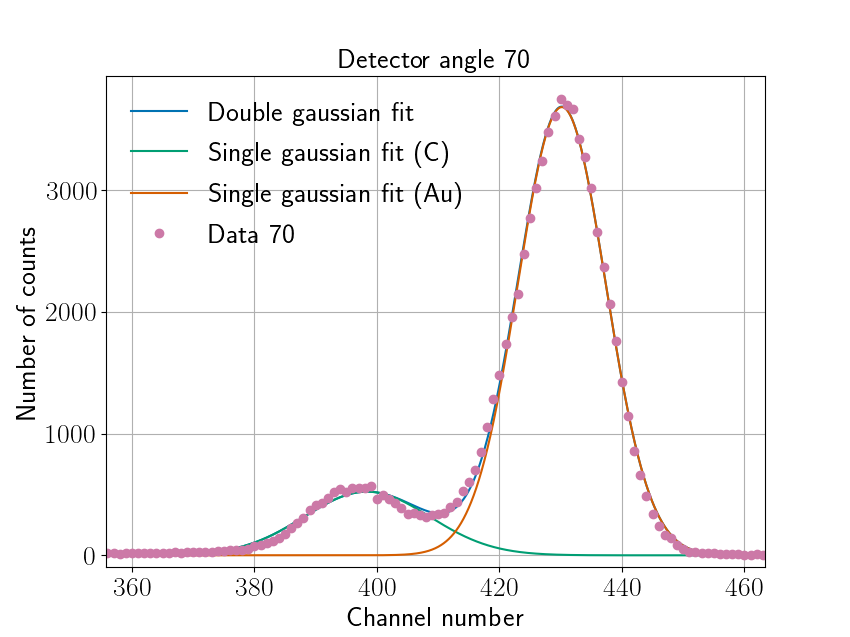 Detector angle 70
Double gaussian fit
Single gaussian fit (C)
Single gaussian fit (Au)
Data 70
3000
2000
1000
0
Number of counts
360 380 400 420 440 460
Channel number